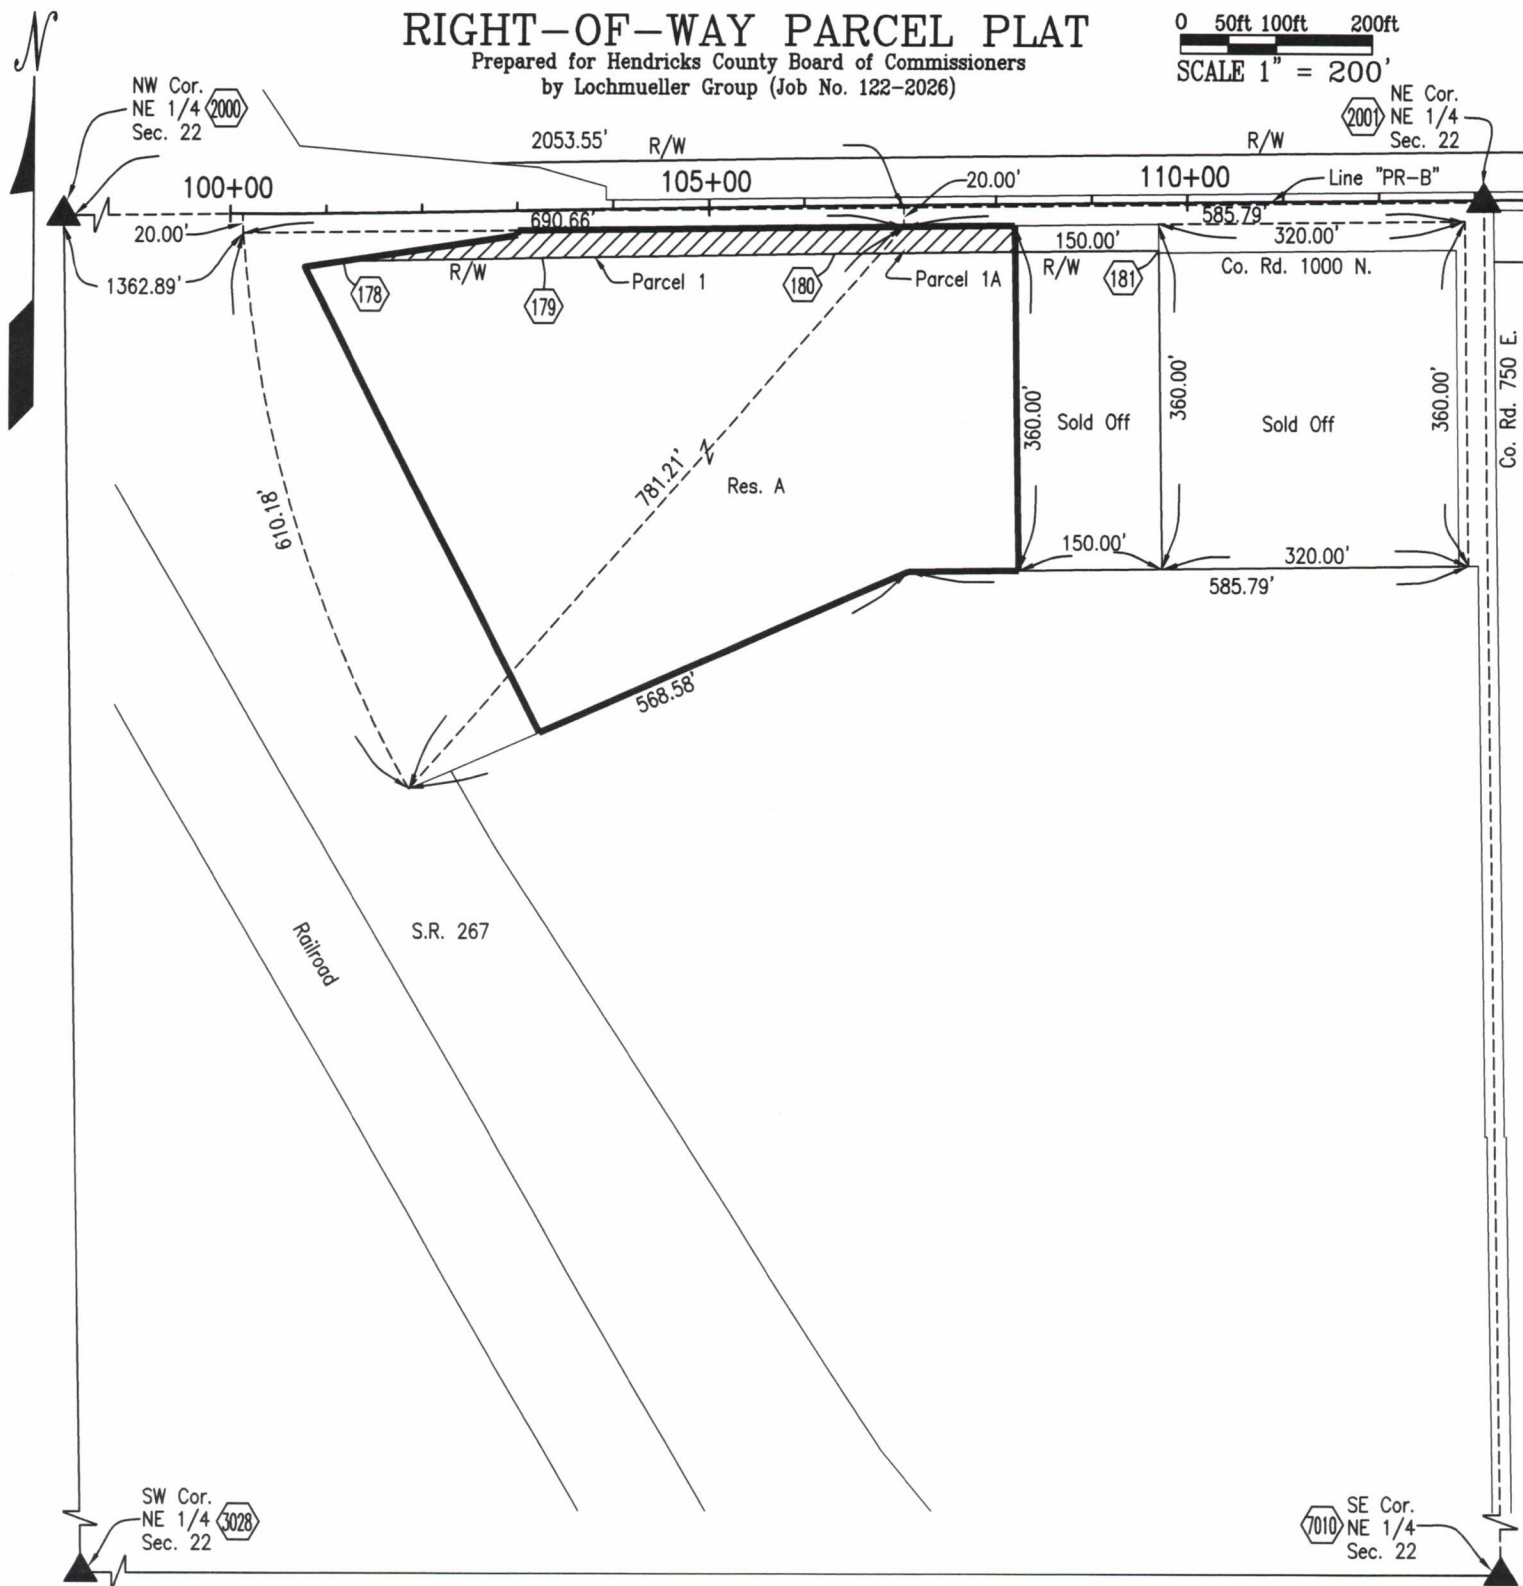 RIGHT-OF-WAY PARCEL PLAT
Prepared for Hendricks County Board of Commissioners
by Lochmueller Group (Job No. 122-2026)
0 50ft 100ft 200ft
SCALE 1" = 200'
N
NW Cor.
NE 1/4
Sec. 22
2000
NE Cor.
NE 1/4
Sec. 22
2001
2053.55'
R/W
R/W
100+00
105+00
110+00
Line "PR-B"
20.00'
20.00'
690.66'
585.79'
150.00'
320.00'
1362.89'
R/W
R/W
Co. Rd. 1000 N.
178
179
Parcel 1
180
Parcel 1A
181
Co. Rd. 750 E.
360.00'
360.00'
360.00'
Sold Off
Sold Off
781.21'
Res. A
610.18'
150.00'
320.00'
585.79'
568.58'
Railroad
S.R. 267
SW Cor.
NE 1/4
Sec. 22
3028
7010
SE Cor.
NE 1/4
Sec. 22